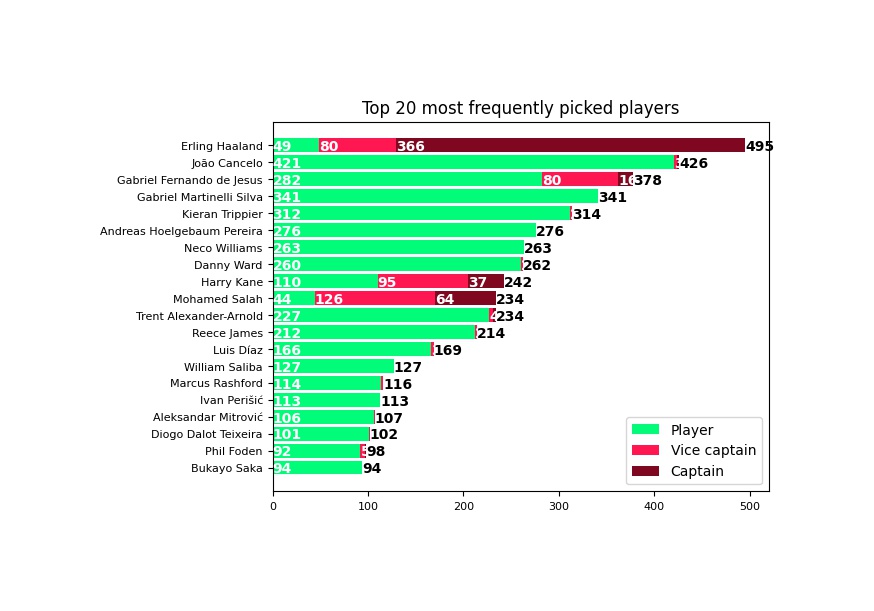 Top 20 most frequently picked players
Erling Haaland 49 80 366 495
João Cancelo 421 426
Gabriel Fernando de Jesus 282 80 16 378
Gabriel Martinelli Silva 341 341
Kieran Trippier 312 314
Andreas Hoelgebaum Pereira 276 276
Neco Williams 263 263
Danny Ward 260 262
Harry Kane 110 95 37 242
Mohamed Salah 44 126 64 234
Trent Alexander-Arnold 227 234
Reece James 212 214
Luis Díaz 166 169
William Saliba 127 127
Marcus Rashford 114 116
Ivan Perišić 113 113
Aleksandar Mitrović 106 107
Diogo Dalot Teixeira 101 102
Phil Foden 92 98
Bukayo Saka 94 94
Player
Vice captain
Captain
0 100 200 300 400 500